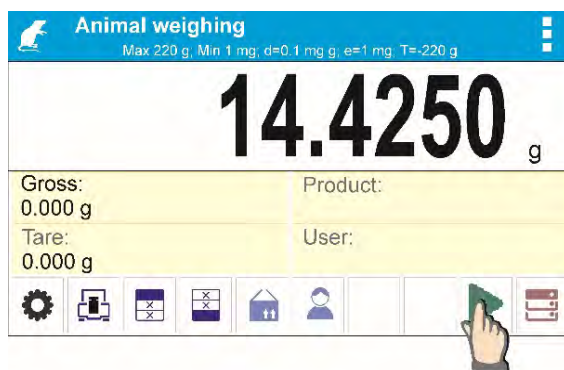 Animal weighing
Max 220 g; Min 1 mg; d=0.1 mg g; e=1 mg; T=-220 g
14.4250 g
Gross:
0.000 g
Product:
Tare:
0.000 g
User: